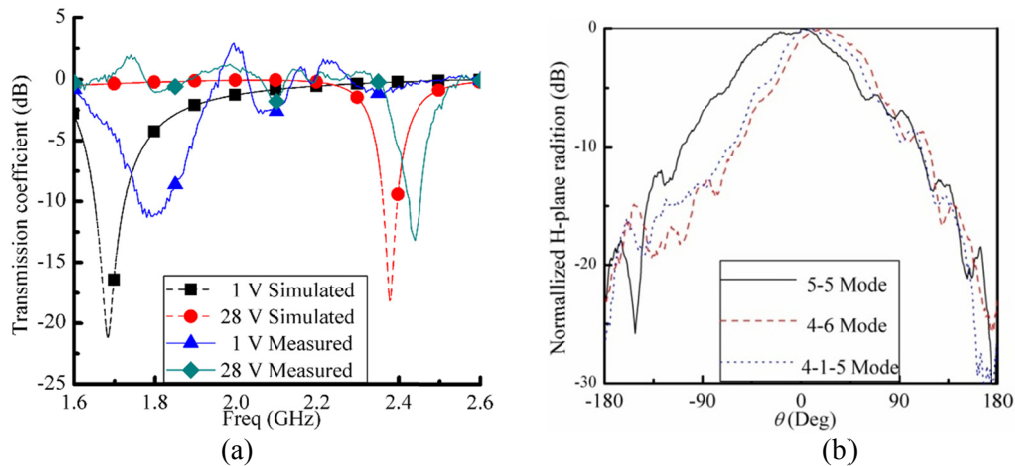 5
0
-5
-10
-15
-20
-25
Transmission coefficient (dB)
1 V Simulated
28 V Simulated
1 V Measured
28 V Measured
1.6 1.8 2.0 2.2 2.4 2.6
Freq (GHz)
(a)
0
-10
-20
-30
Normallized H-plane radition (dB)
5-5 Mode
4-6 Mode
4-1-5 Mode
-180 -90 0 90 180
θ (Deg)
(b)